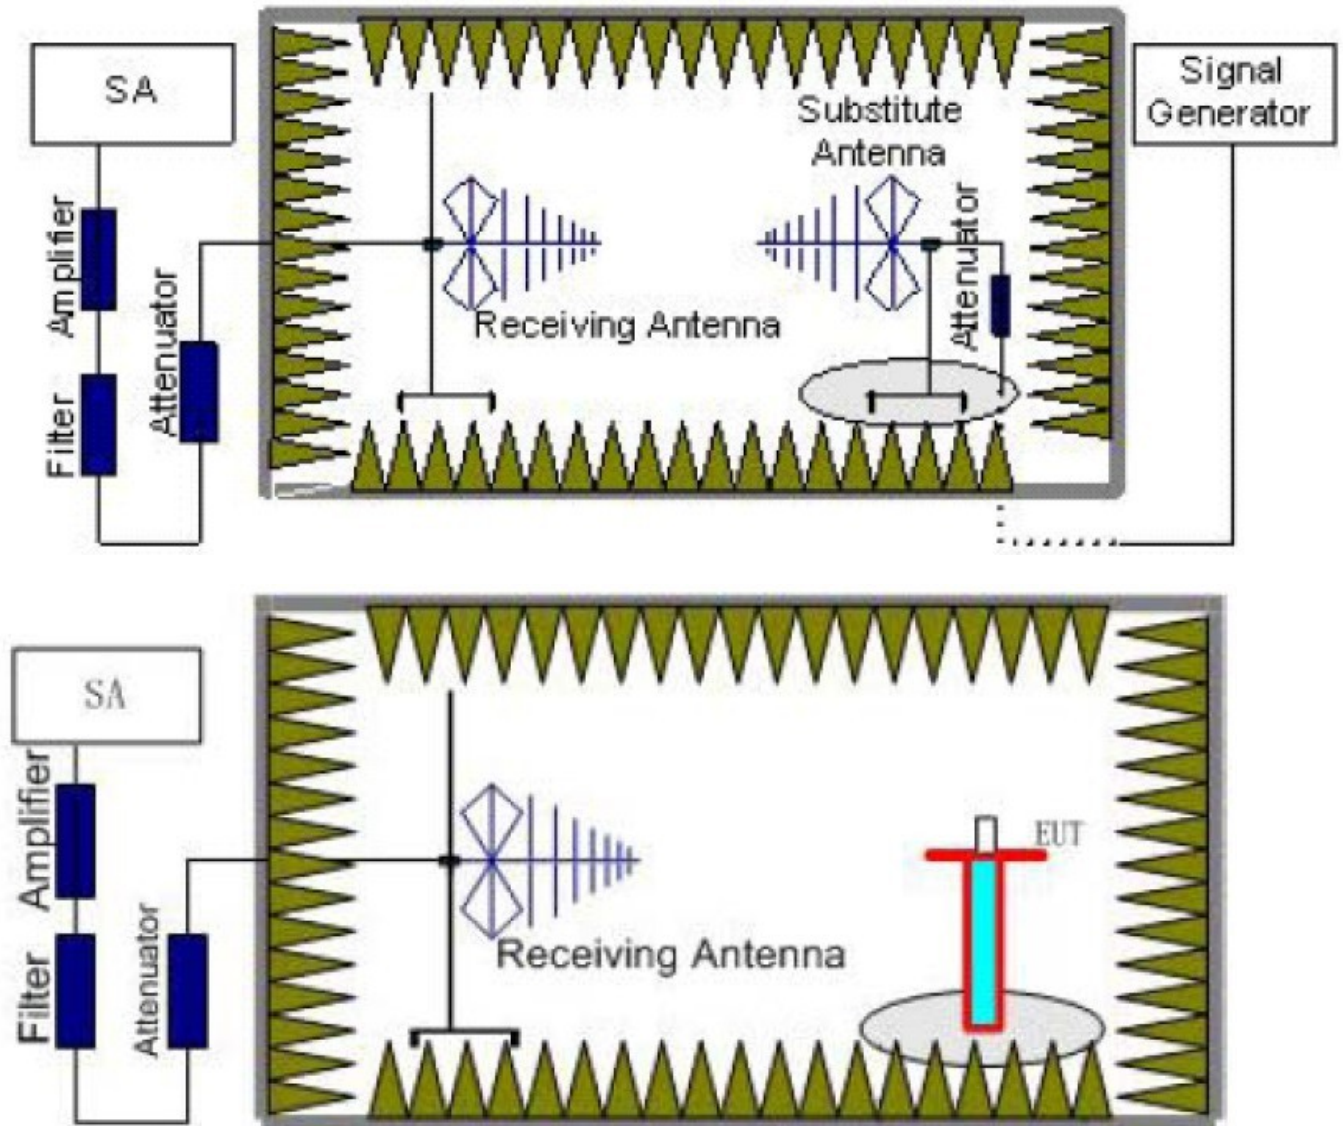 SA
Signal
Generator
Substitute
Antenna
Amplifier
Attenuator
Filter
Receiving Antenna
Attenuator
SA
Amplifier
Filter
Attenuator
Receiving Antenna
EUT